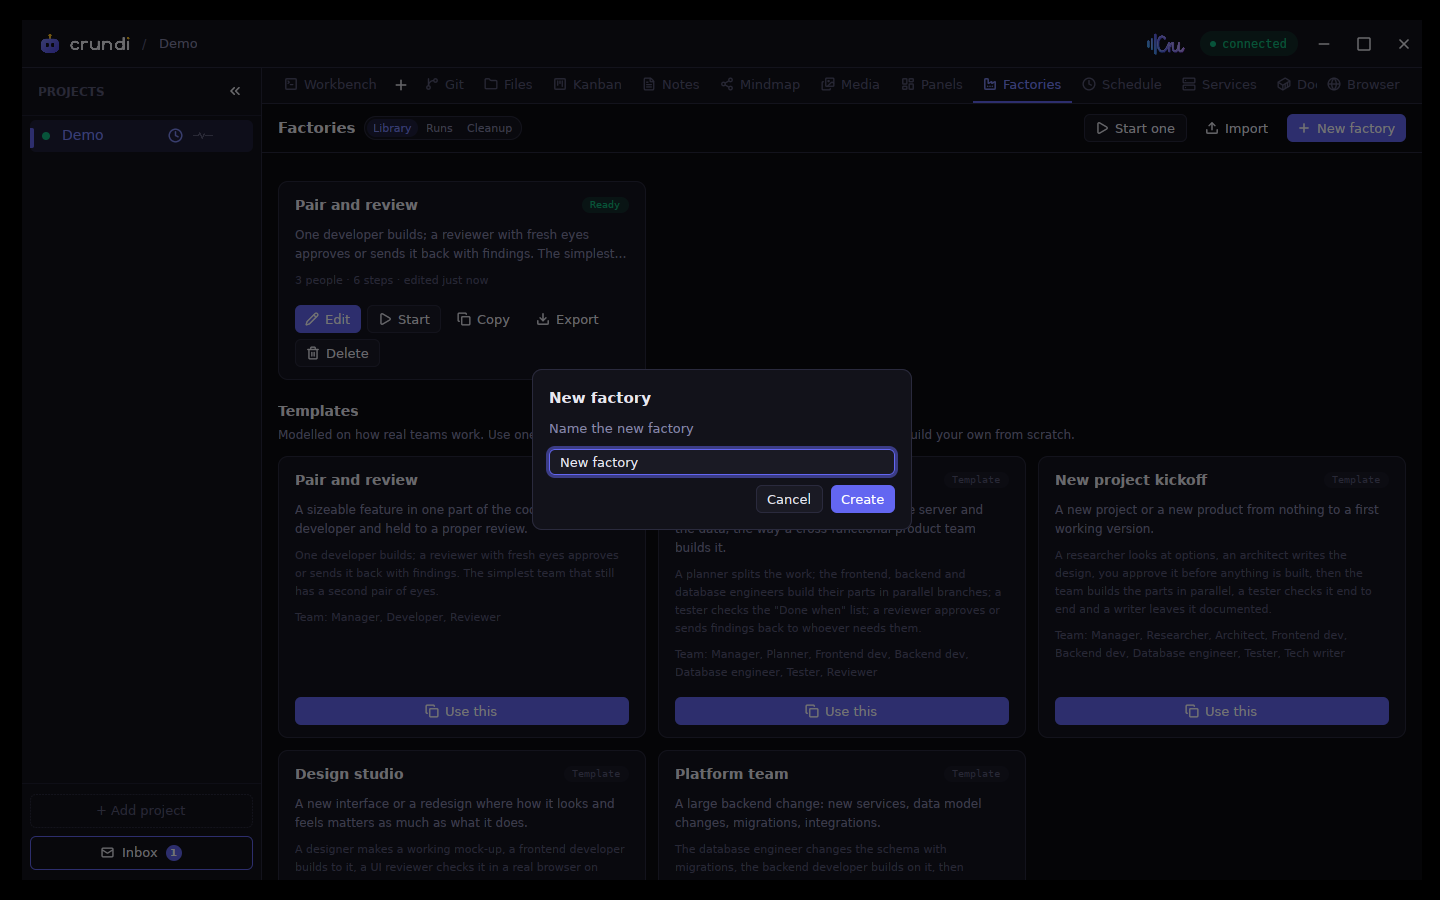 crundi / Demo
Cru
connected
PROJECTS
Workbench
Git
Files
Kanban
Notes
Mindmap
Media
Panels
Factories
Schedule
Services
Browser
Demo
Factories
Library
Runs
Cleanup
Start one
Import
New factory
Pair and review
Ready
One developer builds; a reviewer with fresh eyes
approves or sends it back with findings. The simplest...
3 people · 6 steps · edited just now
Edit
Start
Copy
Export
Delete
New factory
Name the new factory
New factory
Cancel
Create
Templates
Modelled on how real teams work. Use one
your own from scratch.
Pair and review
A sizeable feature in one part of the
developer and held to a proper review.
One developer builds; a reviewer with fresh eyes approves
or sends it back with findings. The simplest team that still
has a second pair of eyes.
Team: Manager, Developer, Reviewer
Use this
Template
server and
product team
builds it.
A planner splits the work; the frontend, backend and
database engineers build their parts in parallel branches; a
tester checks the "Done when" list; a reviewer approves or
sends findings back to whoever needs them.
Team: Manager, Planner, Frontend dev, Backend dev,
Database engineer, Tester, Reviewer
Use this
New project kickoff
Template
A new project or a new product from nothing to a first
working version.
A researcher looks at options, an architect writes the
design, you approve it before anything is built, then the
team builds the parts in parallel, a tester checks it end to
end and a writer leaves it documented.
Team: Manager, Researcher, Architect, Frontend dev,
Backend dev, Database engineer, Tester, Tech writer
Use this
Design studio
Template
A new interface or a redesign where how it looks and
feels matters as much as what it does.
A designer makes a working mock-up, a frontend developer
builds to it, a UI reviewer checks it in a real browser on
Platform team
Template
A large backend change: new services, data model
changes, migrations, integrations.
The database engineer changes the schema with
migrations, the backend developer builds on it, then
+ Add project
Inbox 1